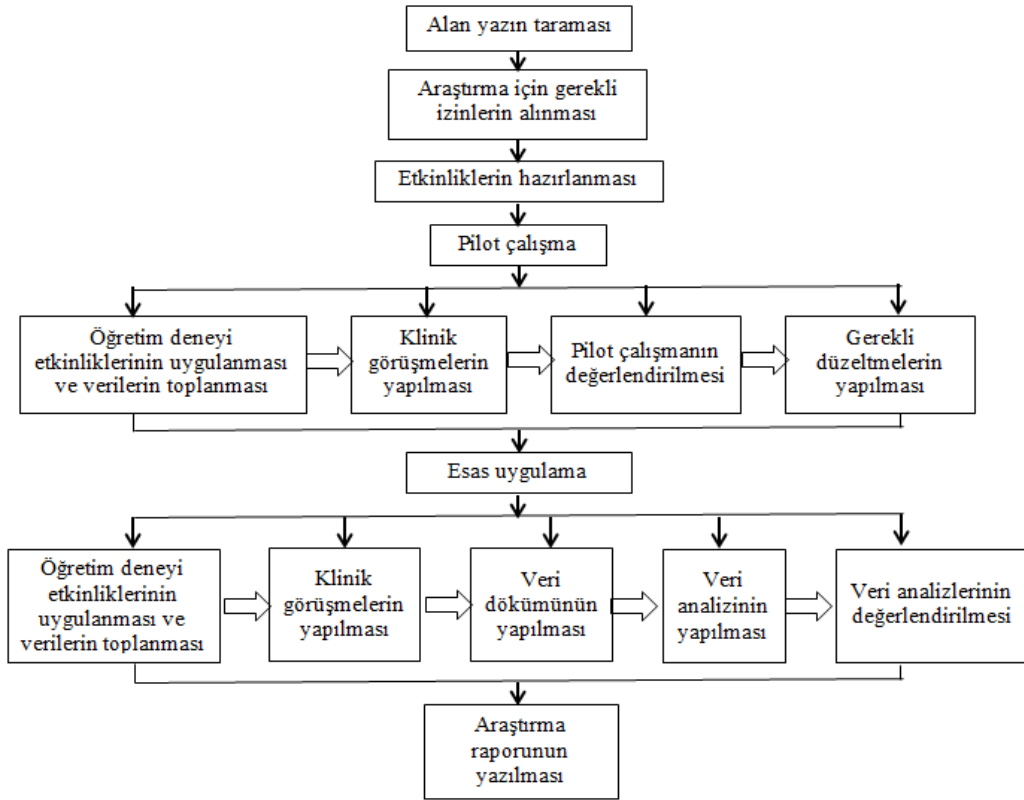 Alan yazın taraması
Araştırma için gerekli
izinlerin alınması
Etkinliklerin hazırlanması
Pilot çalışma
Öğretim deneyi
etkinliklerinin uygulanması
ve verilerin toplanması
Klinik
görüşmelerin
yapılması
Pilot çalışmanın
değerlendirilmesi
Gerekli
düzeltmelerin
yapılması
Esas uygulama
Öğretim deneyi
etkinliklerinin
uygulanması ve
verilerin toplanması
Klinik
görüşmelerin
yapılması
Veri
dökümünün
yapılması
Veri
analizinin
yapılması
Veri analizlerinin
değerlendirilmesi
Araştırma
raporunun
yazılması